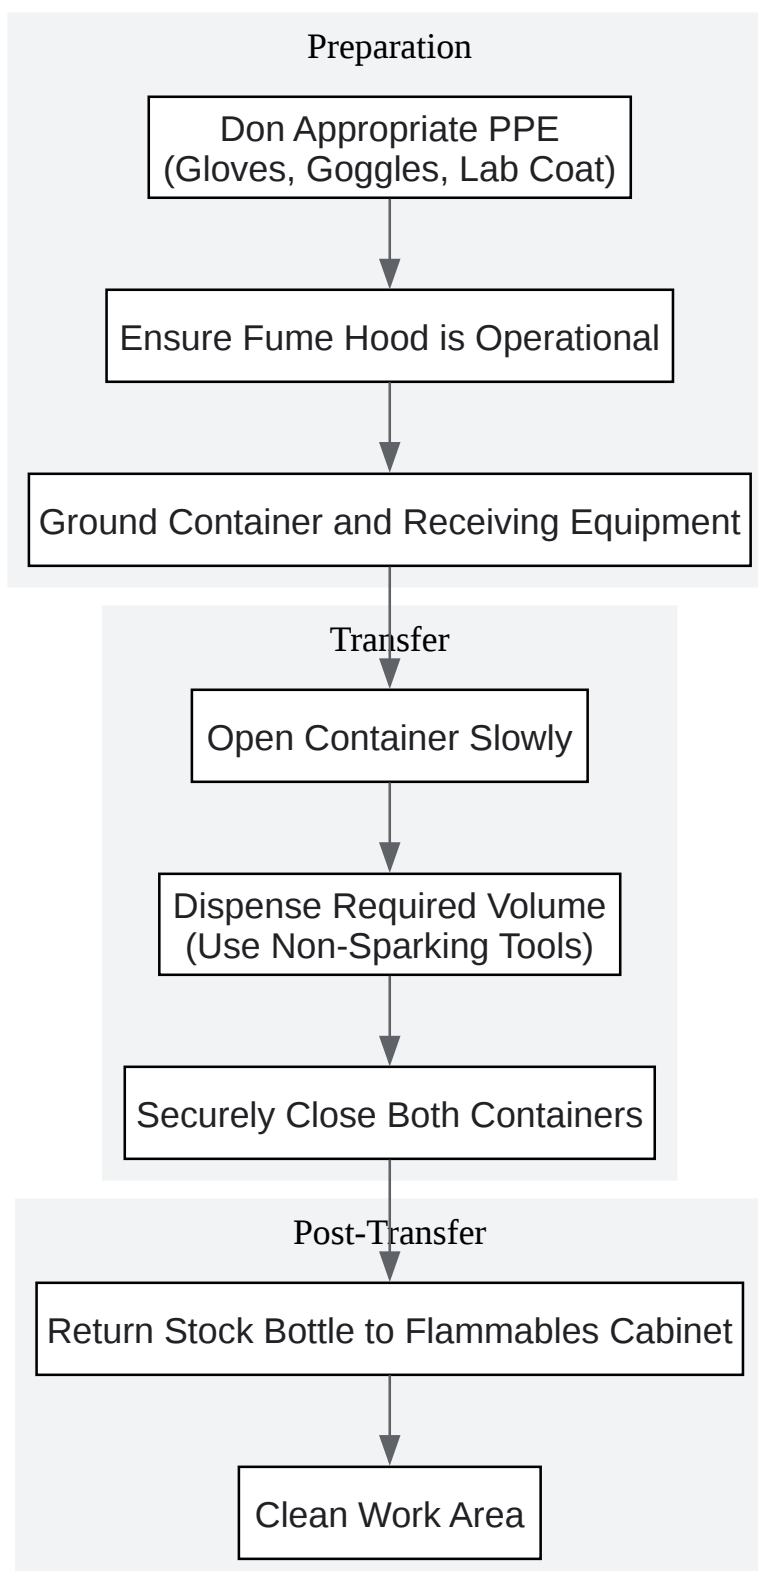 Preparation
Don Appropriate PPE
(Gloves, Goggles, Lab Coat)
Ensure Fume Hood is Operational
Ground Container and Receiving Equipment
Transfer
Open Container Slowly
Dispense Required Volume
(Use Non-Sparking Tools)
Securely Close Both Containers
Post-Transfer
Return Stock Bottle to Flammables Cabinet
Clean Work Area